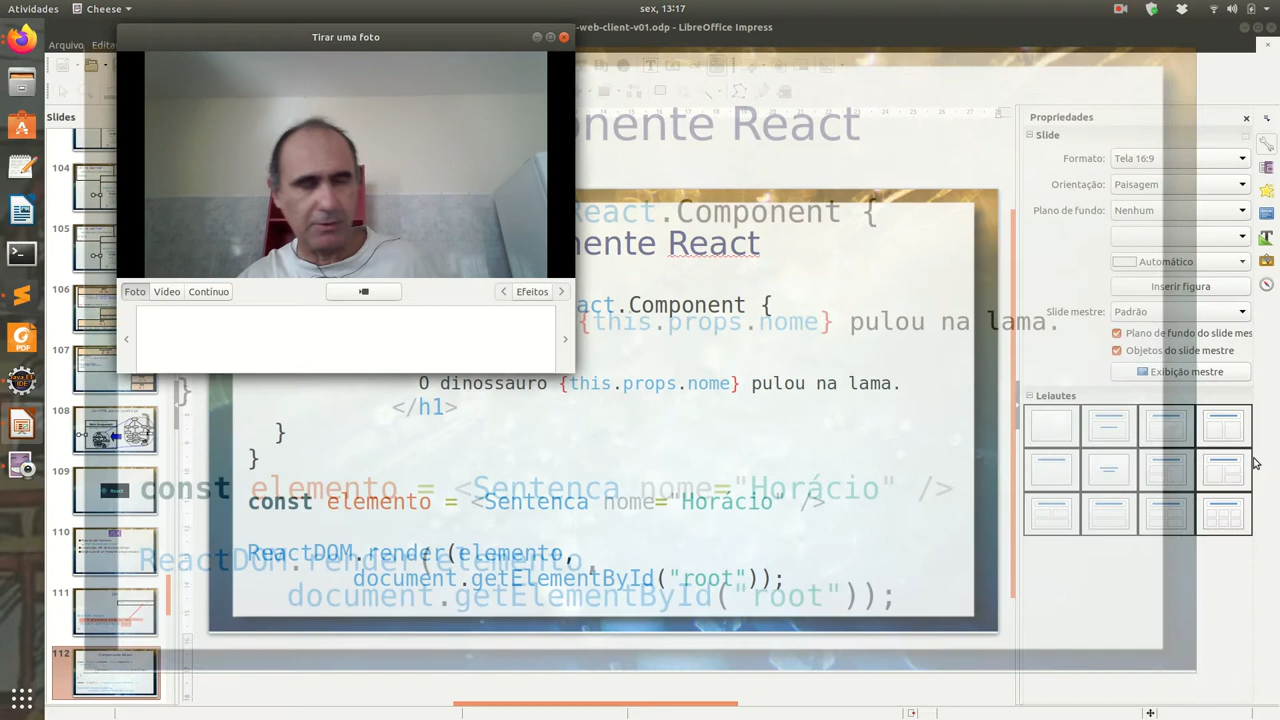 Atividades
Cheese
sex, 13:17
-web-client-v01.odp - LibreOffice Impress
Tirar uma foto
Arquivo
Edita
Slides
104
105
106
107
108
109
110
111
112
Foto
Vídeo
Contínuo
Efeitos
nente React
onente React
React.Component {
act.Component {
{this.props.nome} pulou na lama.
O dinossauro {this.props.nome} pulou na lama.
</h1>
}
}
}
const elemento = <Sentenca nome="Horácio" />
const elemento = <Sentenca nome="Horácio" />
ReactDOM.render(elemento,
document.getElementById("root"));
ReactDOM.render(elemento,
document.getElementById("root"));
Propriedades
Slide
Formato:
Tela 16:9
Orientação:
Paisagem
Plano de fundo:
Nenhum
Automático
Inserir figura
Slide mestre:
Padrão
Plano de fundo do slide mes
Objetos do slide mestre
Exibição mestre
Leiautes